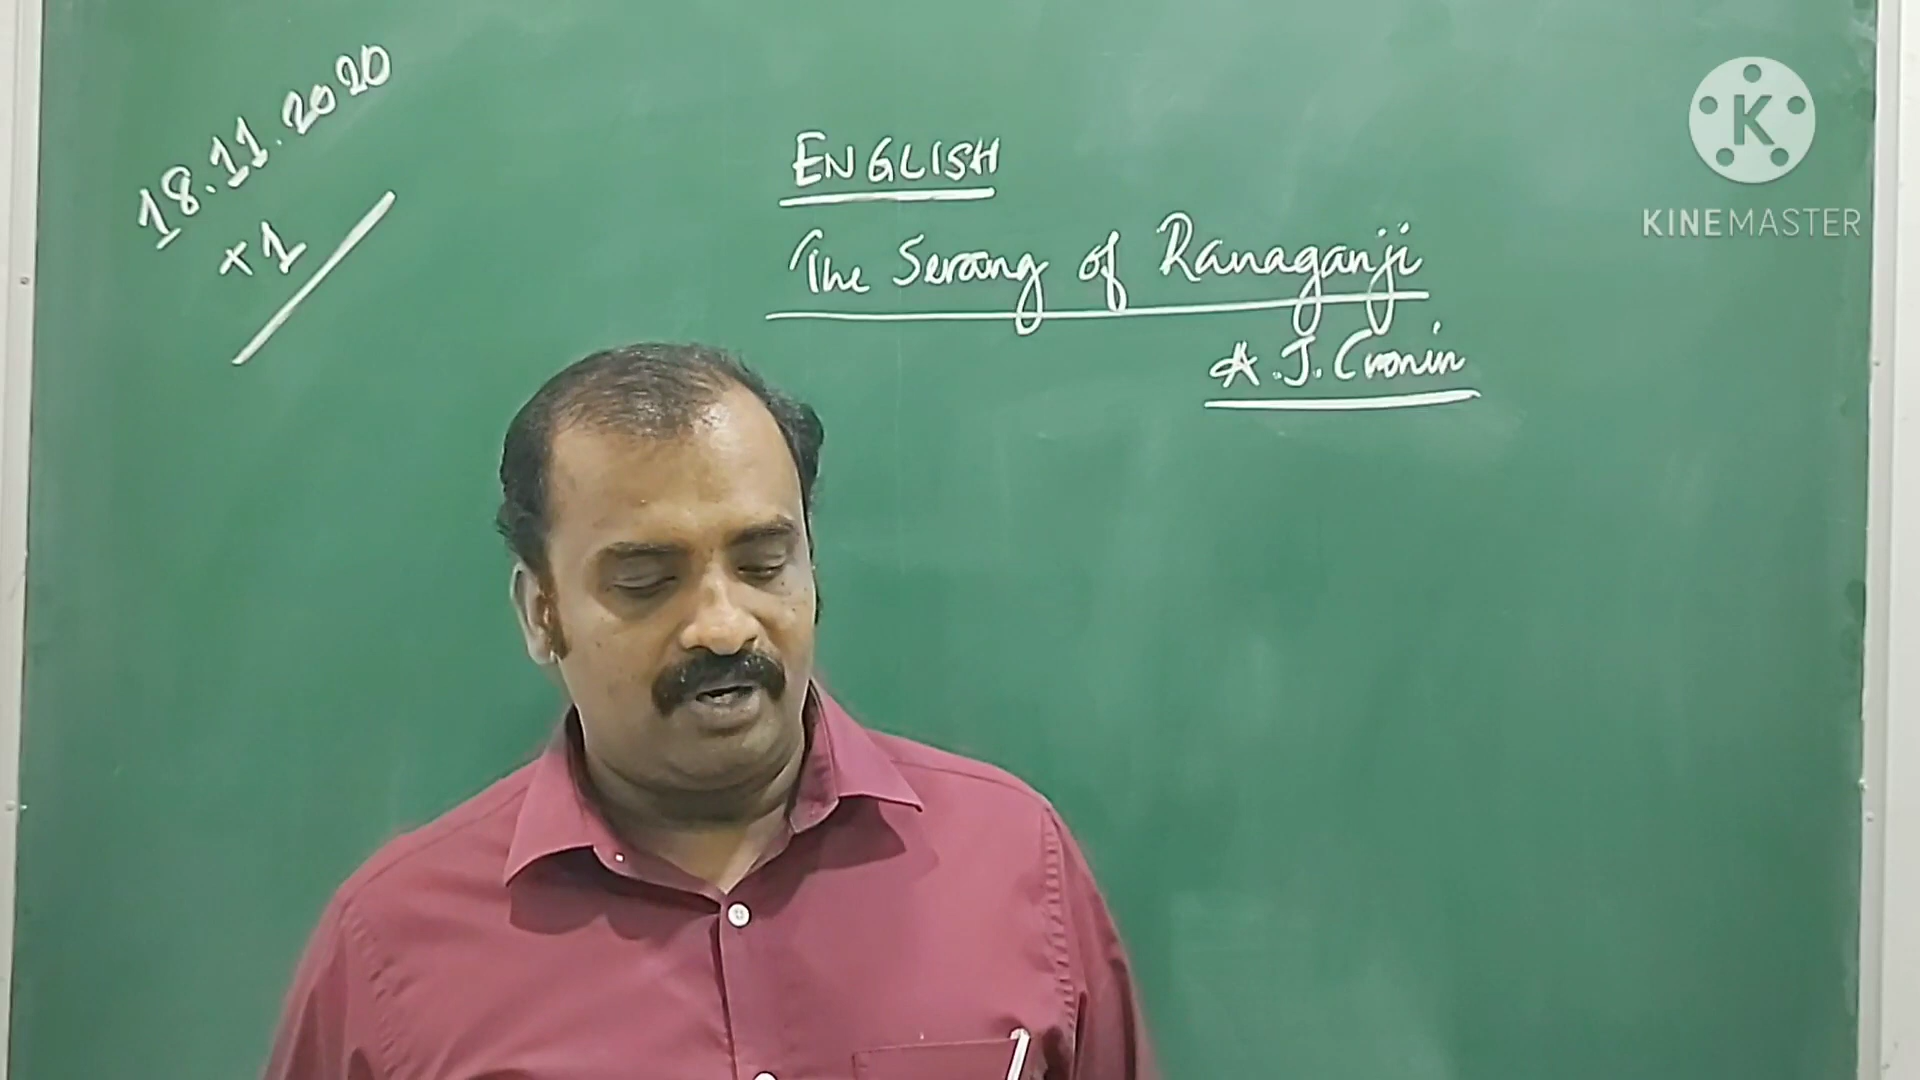 18.11.2020
+1
ENGLISH
The Serang of Ranaganji
A.J. Cronin
K
KINEMASTER